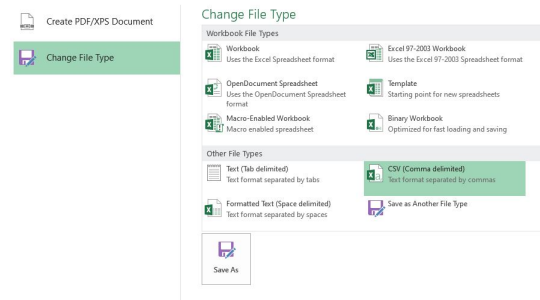 Create PDF/XPS Document
Change File Type
Change File Type
Workbook File Types
Workbook
Uses the Excel Spreadsheet format
Excel 97-2003 Workbook
Uses the Excel 97-2003 Spreadsheet format
OpenDocument Spreadsheet
Uses the OpenDocument Spreadsheet
format
Template
Starting point for new spreadsheets
Macro-Enabled Workbook
Macro enabled spreadsheet
Binary Workbook
Optimized for fast loading and saving
Other File Types
Text (Tab delimited)
Text format separated by tabs
CSV (Comma delimited)
Text format separated by commas
Formatted Text (Space delimited)
Text format separated by spaces
Save as Another File Type
Save As